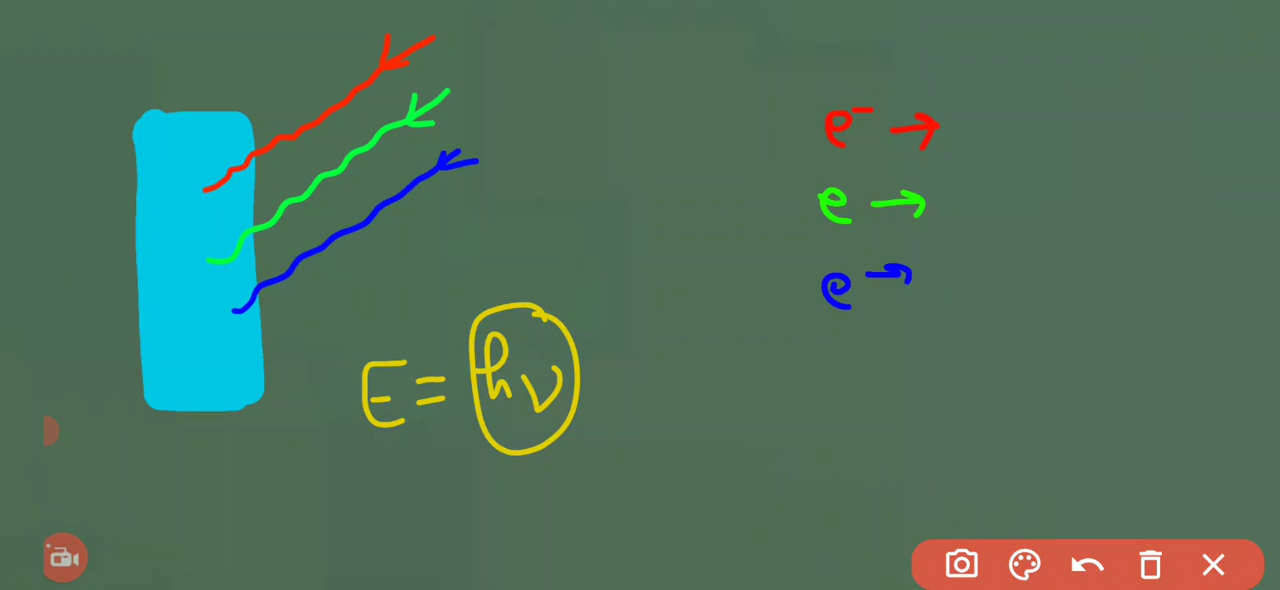 e⁻ →
e →
e →
E = hν